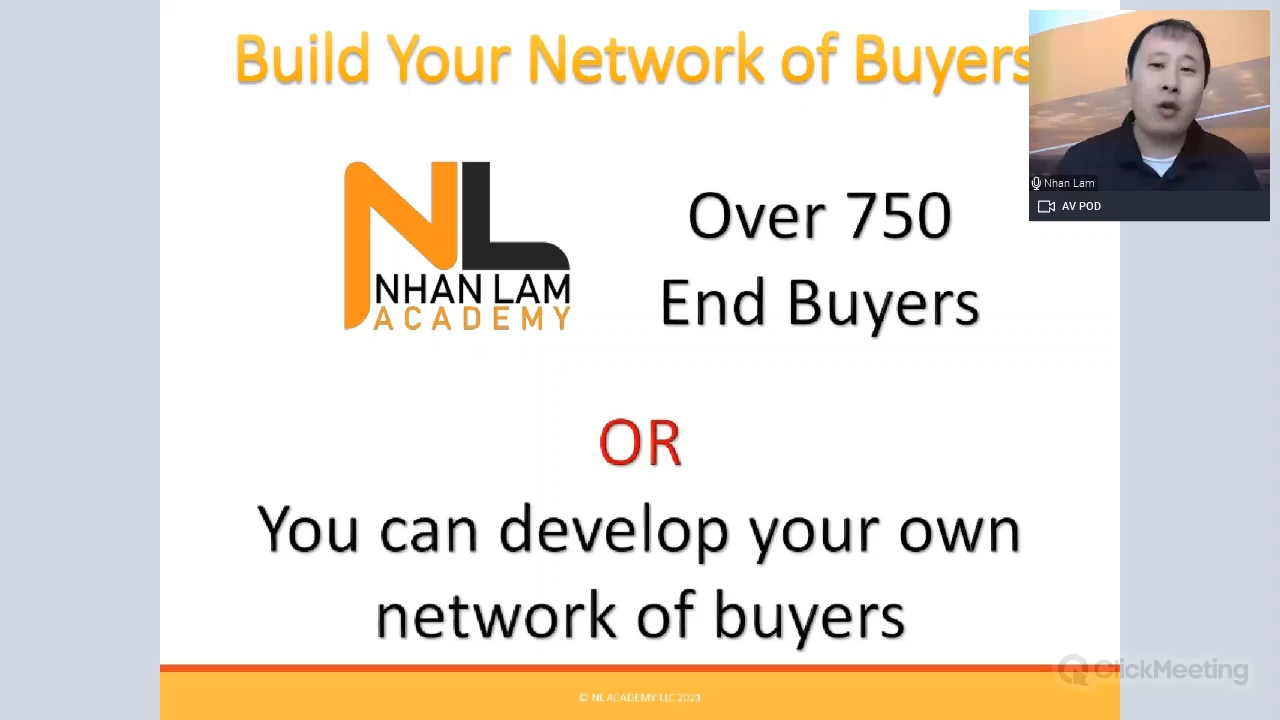 Build Your Network of Buyers
NL
NHAN LAM
ACADEMY
Over 750
End Buyers
OR
You can develop your own
network of buyers
© NL ACADEMY LLC 2021
Nhan Lam
AV POD
ClickMeeting